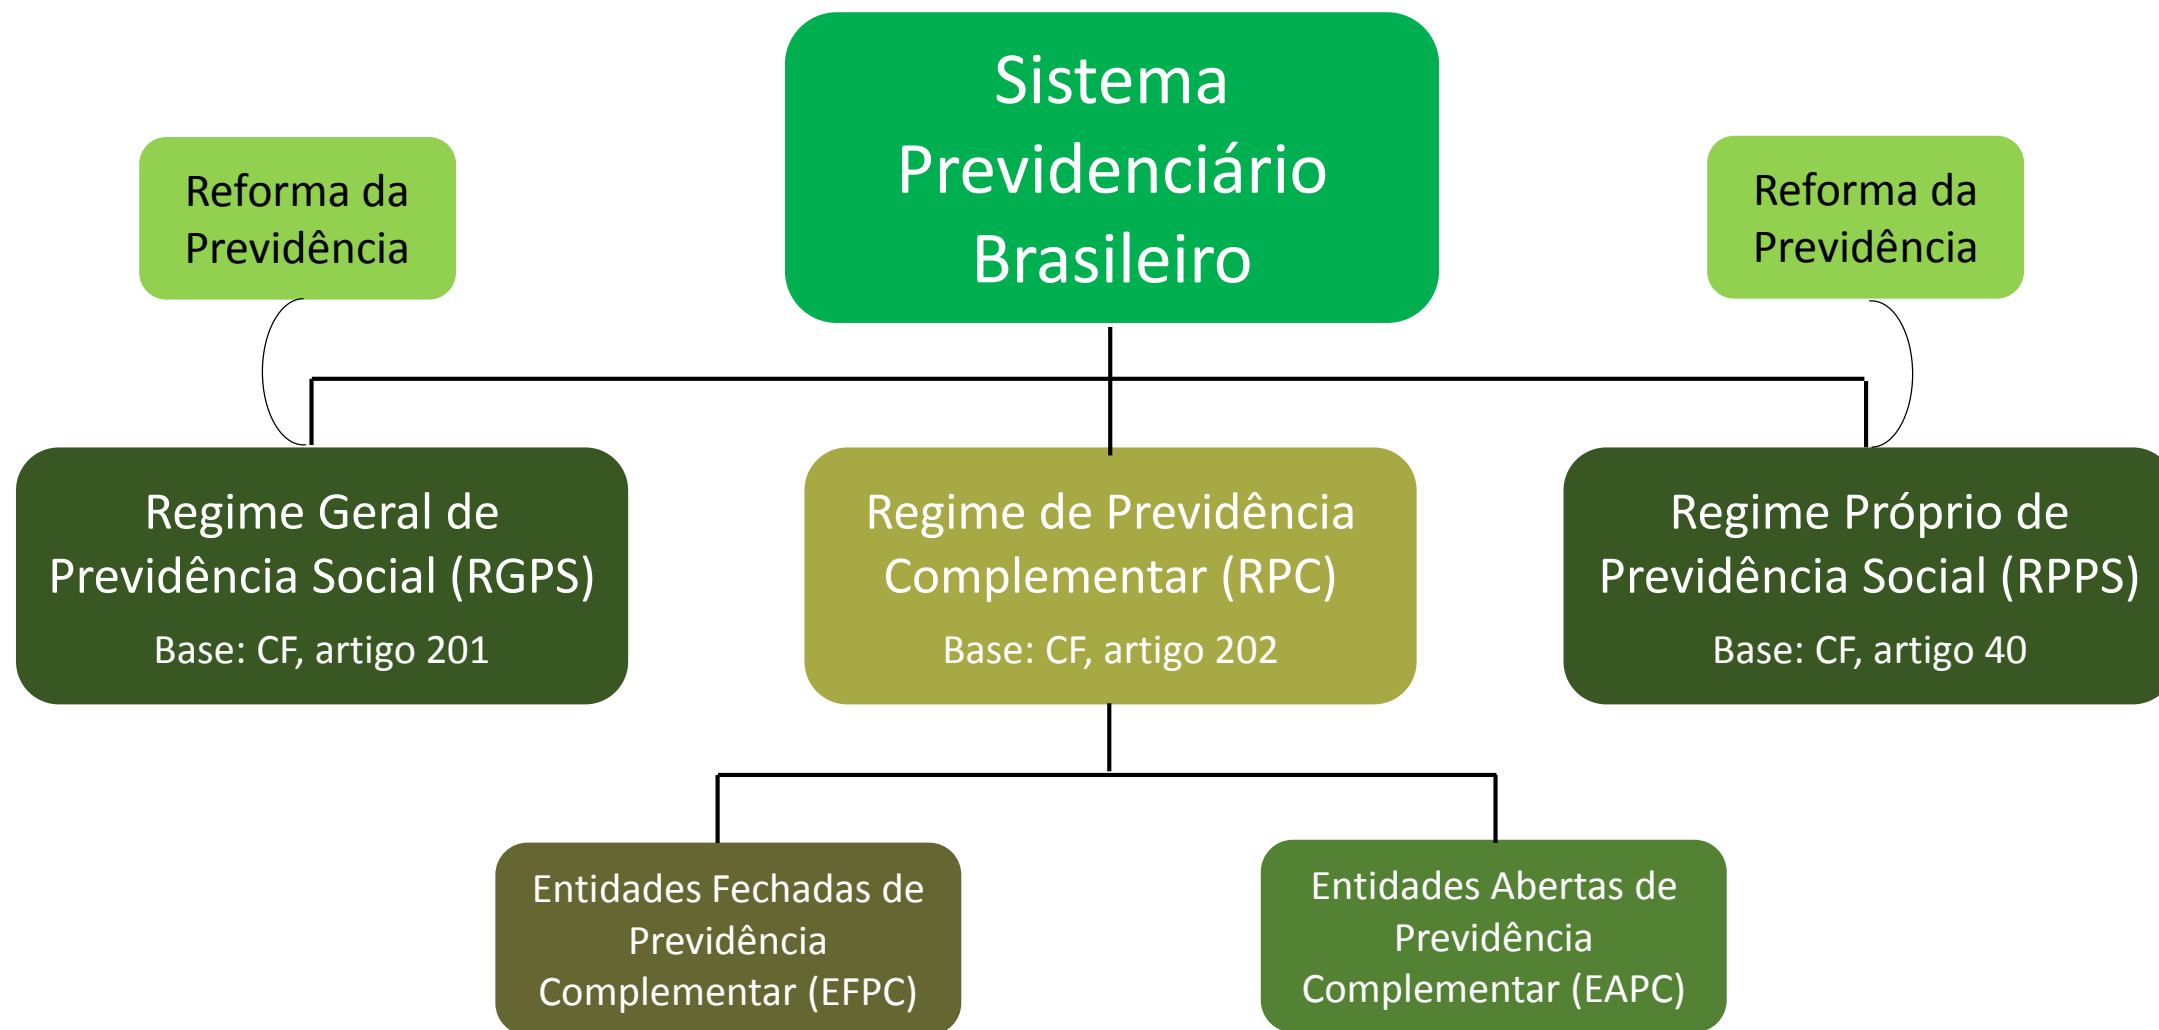 Sistema
Previdenciário
Brasileiro
Reforma da
Previdência
Reforma da
Previdência
Regime Geral de
Previdência Social (RGPS)
Base: CF, artigo 201
Regime de Previdência
Complementar (RPC)
Base: CF, artigo 202
Regime Próprio de
Previdência Social (RPPS)
Base: CF, artigo 40
Entidades Fechadas de
Previdência
Complementar (EFPC)
Entidades Abertas de
Previdência
Complementar (EAPC)